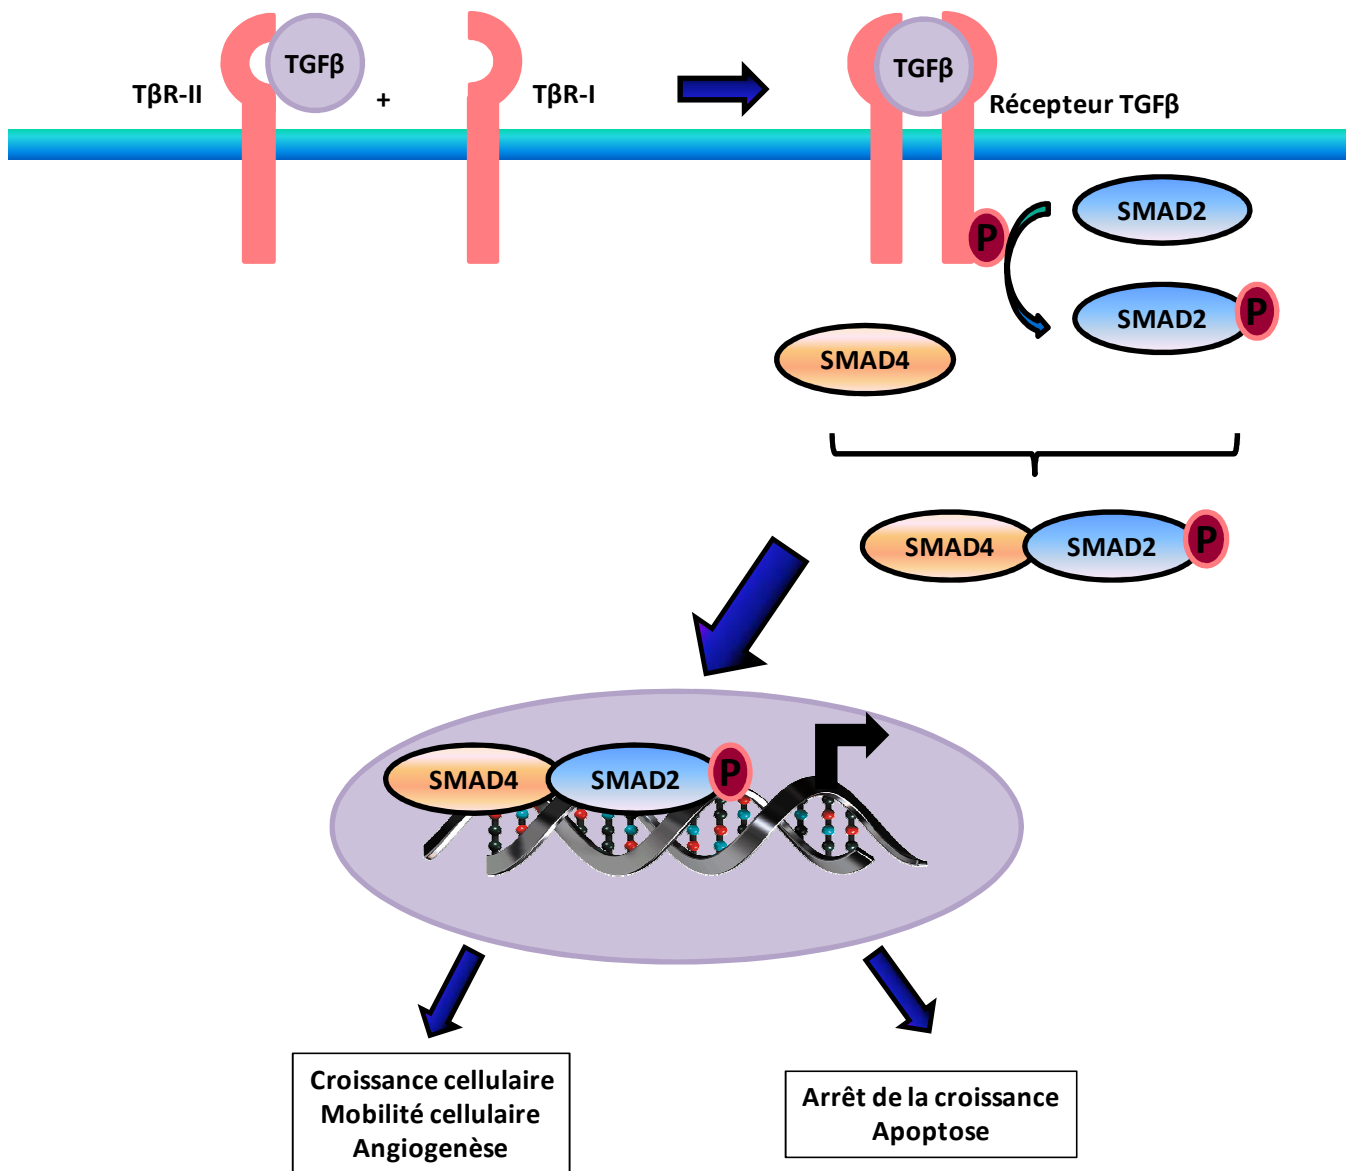 TGFβ
TβR-II
+
TβR-I
TGFβ
Récepteur TGFβ
SMAD2
P
SMAD2
P
SMAD4
SMAD4
SMAD2
P
SMAD4
SMAD2
P
Croissance cellulaire
Mobilité cellulaire
Angiogenèse
Arrêt de la croissance
Apoptose